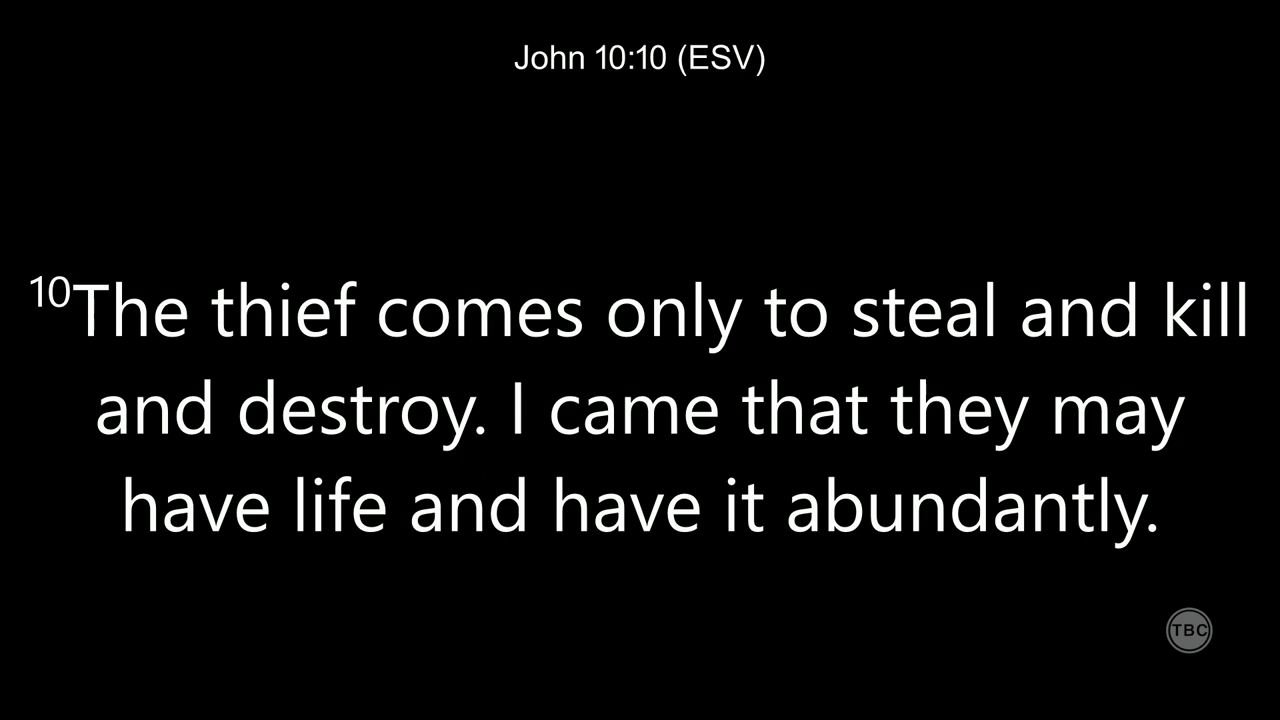 John 10:10 (ESV)
10The thief comes only to steal and kill
and destroy. I came that they may
have life and have it abundantly.
TBC